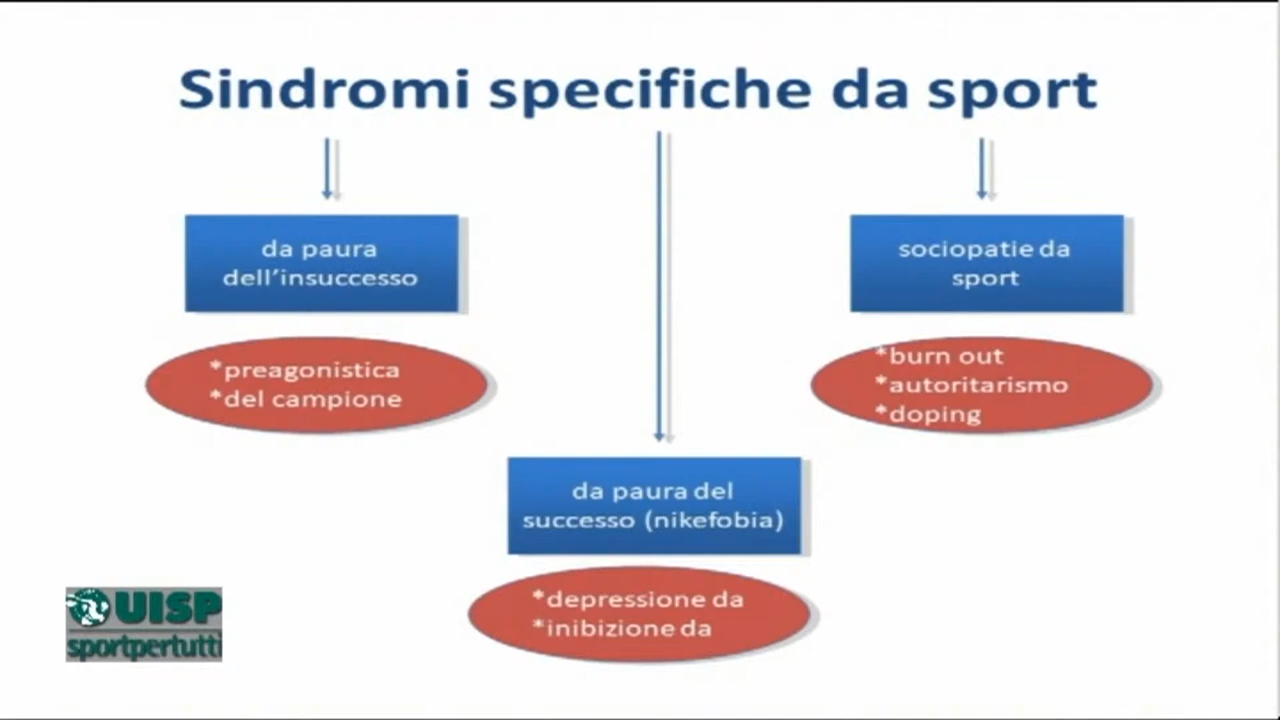 Sindromi specifiche da sport
da paura
dell’insuccesso
*preagonistica
*del campione
sociopatie da
sport
*burn out
*autoritarismo
*doping
da paura del
successo (nikefobia)
*depressione da
*inibizione da
UISP
sportpertutti